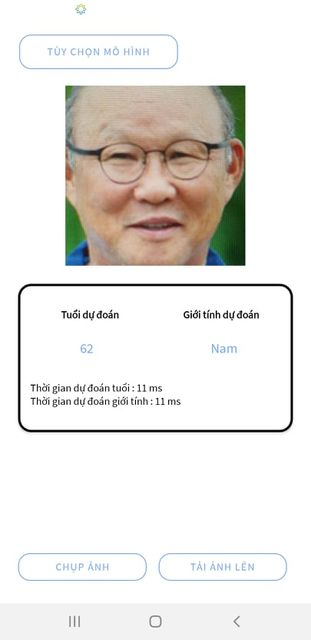 TÙY CHỌN MÔ HÌNH
Tuổi dự đoán
Giới tính dự đoán
62
Nam
Thời gian dự đoán tuổi : 11 ms
Thời gian dự đoán giới tính : 11 ms
CHỤP ẢNH
TẢI ẢNH LÊN